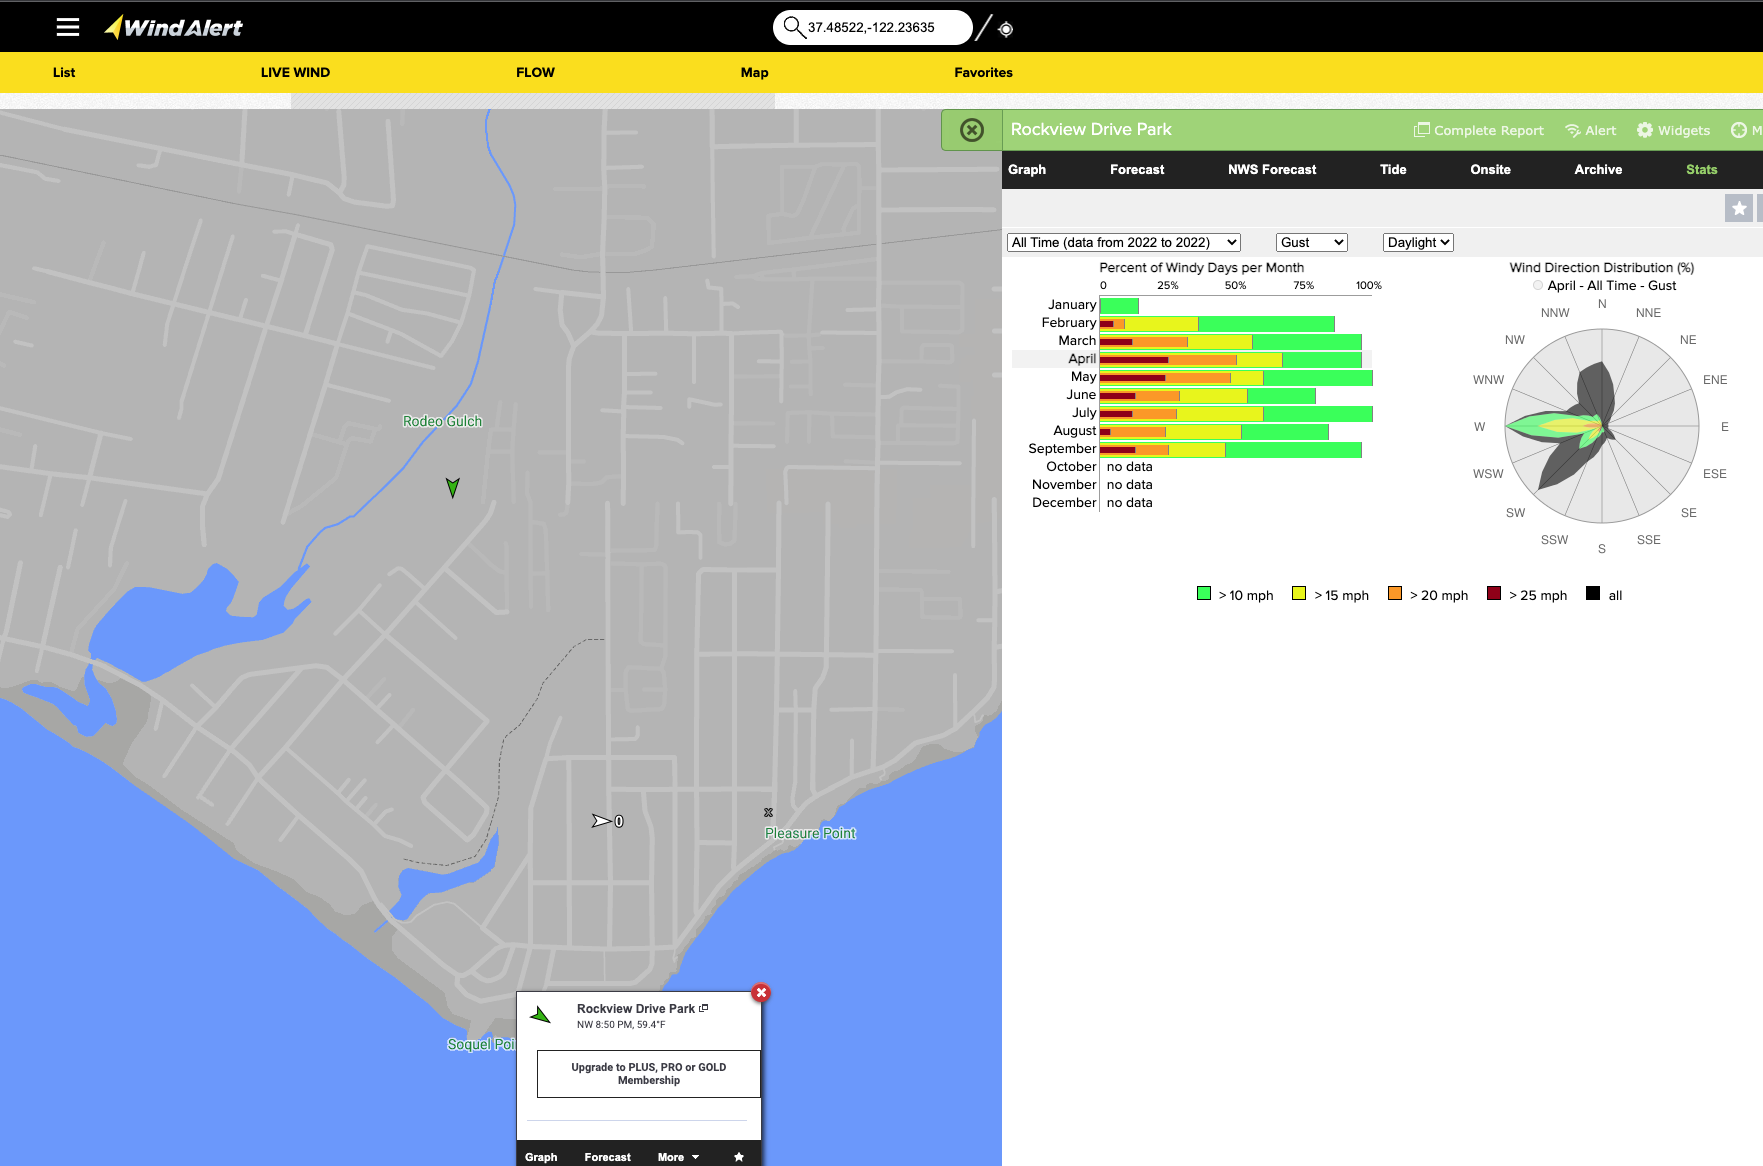 WindAlert
37.48522,-122.23635
List
LIVE WIND
FLOW
Map
Favorites
Rockview Drive Park
Complete Report
Alert
Widgets
M
Graph
Forecast
NWS Forecast
Tide
Onsite
Archive
Stats
All Time (data from 2022 to 2022)
Gust
Daylight
Percent of Windy Days per Month
0 25% 50% 75% 100%
January
February
March
April
May
June
July
August
September
October no data
November no data
December no data
Wind Direction Distribution (%)
April - All Time - Gust
N
NNW
NNE
NW
NE
WNW
ENE
W
E
WSW
ESE
SW
SE
SSW
SSE
S
> 10 mph
> 15 mph
> 20 mph
> 25 mph
all
Rodeo Gulch
0
Pleasure Point
Soquel Poi
Rockview Drive Park
NW 8:50 PM, 59.4°F
Upgrade to PLUS, PRO or GOLD
Membership
Graph
Forecast
More